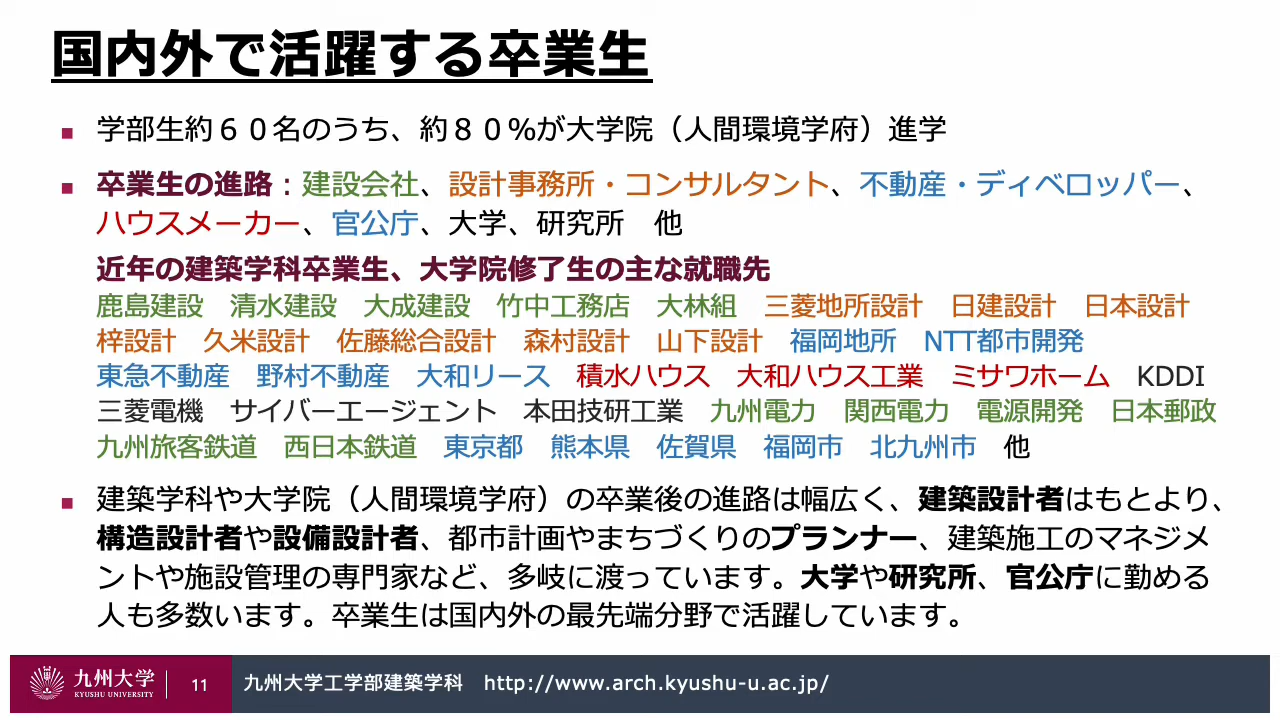 国内外で活躍する卒業生
■ 学部生約６０名のうち、約８０%が大学院（人間環境学府）進学
■ 卒業生の進路：建設会社、設計事務所・コンサルタント、不動産・ディベロッパー、
ハウスメーカー、官公庁、大学、研究所　他
近年の建築学科卒業生、大学院修了生の主な就職先
鹿島建設　清水建設　大成建設　竹中工務店　大林組　三菱地所設計　日建設計　日本設計
梓設計　久米設計　佐藤総合設計　森村設計　山下設計　福岡地所　NTT都市開発
東急不動産　野村不動産　大和リース　積水ハウス　大和ハウス工業　ミサワホーム　KDDI
三菱電機　サイバーエージェント　本田技研工業　九州電力　関西電力　電源開発　日本郵政
九州旅客鉄道　西日本鉄道　東京都　熊本県　佐賀県　福岡市　北九州市　他
■ 建築学科や大学院（人間環境学府）の卒業後の進路は幅広く、建築設計者はもとより、
構造設計者や設備設計者、都市計画やまちづくりのプランナー、建築施工のマネジメ
ントや施設管理の専門家など、多岐に渡っています。大学や研究所、官公庁に勤める
人も多数います。卒業生は国内外の最先端分野で活躍しています。
九州大学
KYUSHU UNIVERSITY
11
九州大学工学部建築学科　http://www.arch.kyushu-u.ac.jp/